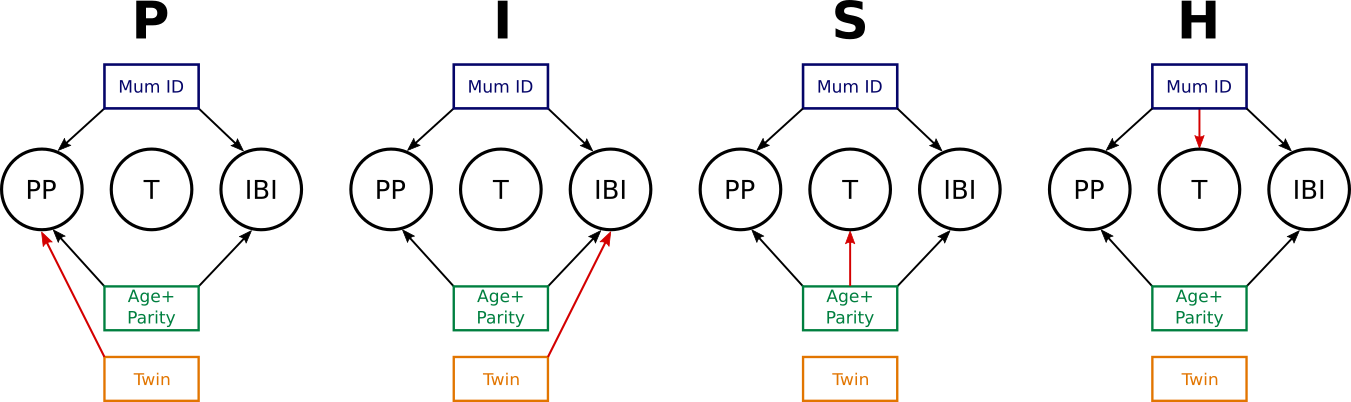 P I S H
Mum ID Mum ID Mum ID Mum ID
PP T IBI PP T IBI PP T IBI PP T IBI
Age+ Age+ Age+ Age+
Parity Parity Parity Parity
Twin Twin Twin Twin